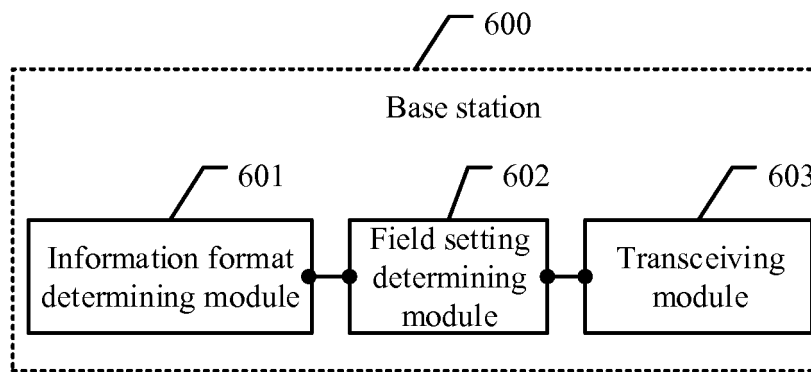 600
Base station
601
602
603
Information format
determining module
Field setting
determining
module
Transceiving
module